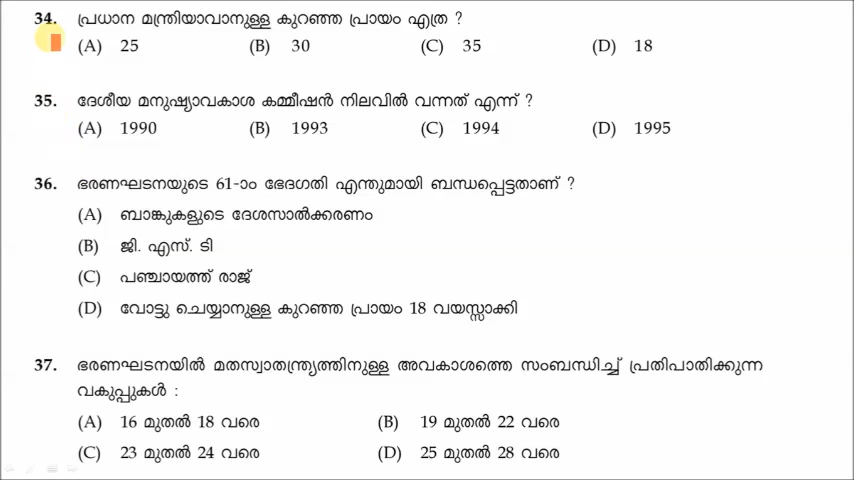 34. പ്രധാന മന്ത്രിയാവാനുള്ള കുറഞ്ഞ പ്രായം എത്ര ?
(A) 25 (B) 30 (C) 35 (D) 18
35. ദേശീയ മനുഷ്യാവകാശ കമ്മീഷൻ നിലവിൽ വന്നത് എന്ന് ?
(A) 1990 (B) 1993 (C) 1994 (D) 1995
36. ഭരണഘടനയുടെ 61-ാം ഭേദഗതി എന്തുമായി ബന്ധപ്പെട്ടതാണ് ?
(A) ബാങ്കുകളുടെ ദേശസാൽക്കരണം
(B) ജി. എസ്. ടി
(C) പഞ്ചായത്ത് രാജ്
(D) വോട്ടു ചെയ്യാനുള്ള കുറഞ്ഞ പ്രായം 18 വയസ്സാക്കി
37. ഭരണഘടനയിൽ മതസ്വാതന്ത്ര്യത്തിനുള്ള അവകാശത്തെ സംബന്ധിച്ച് പ്രതിപാതിക്കുന്ന
വകുപ്പുകൾ :
(A) 16 മുതൽ 18 വരെ (B) 19 മുതൽ 22 വരെ
(C) 23 മുതൽ 24 വരെ (D) 25 മുതൽ 28 വരെ